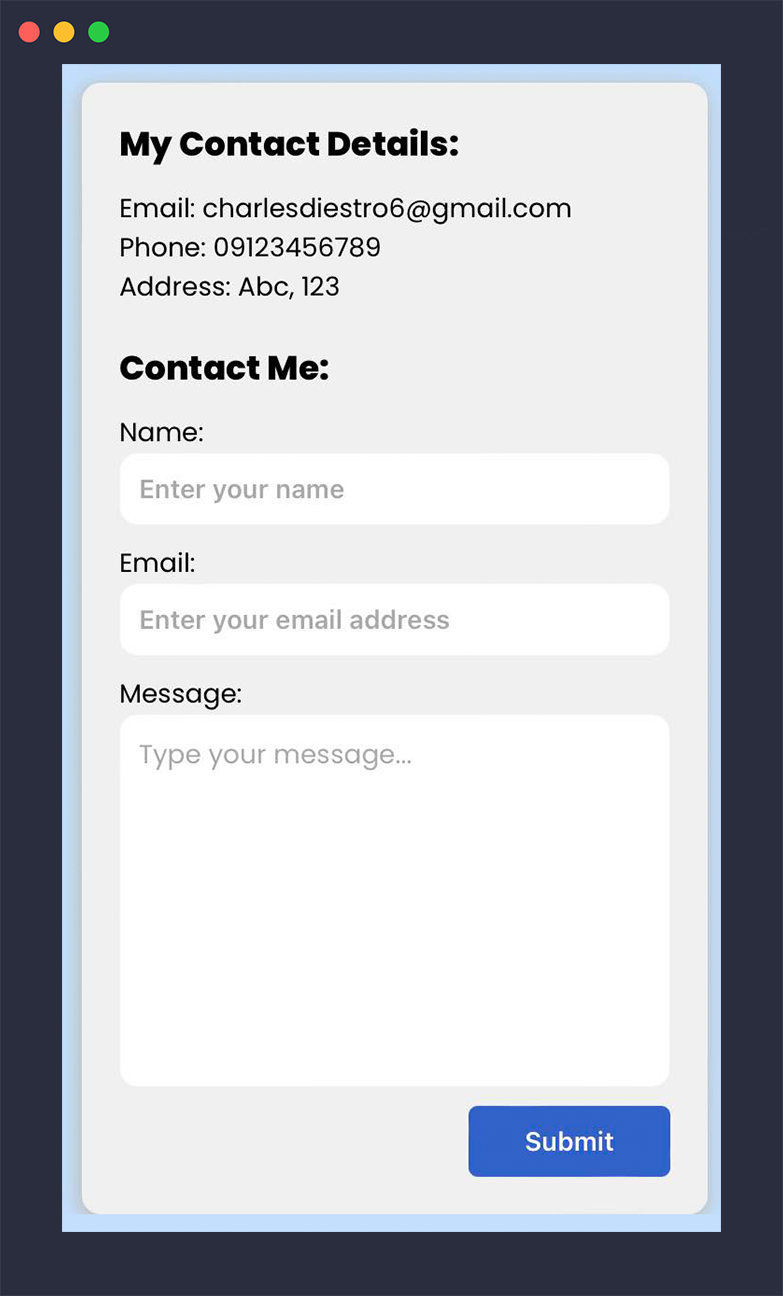 My Contact Details:
Email: charlesdiestro6@gmail.com
Phone: 09123456789
Address: Abc, 123
Contact Me:
Name:
Enter your name
Email:
Enter your email address
Message:
Type your message...
Submit